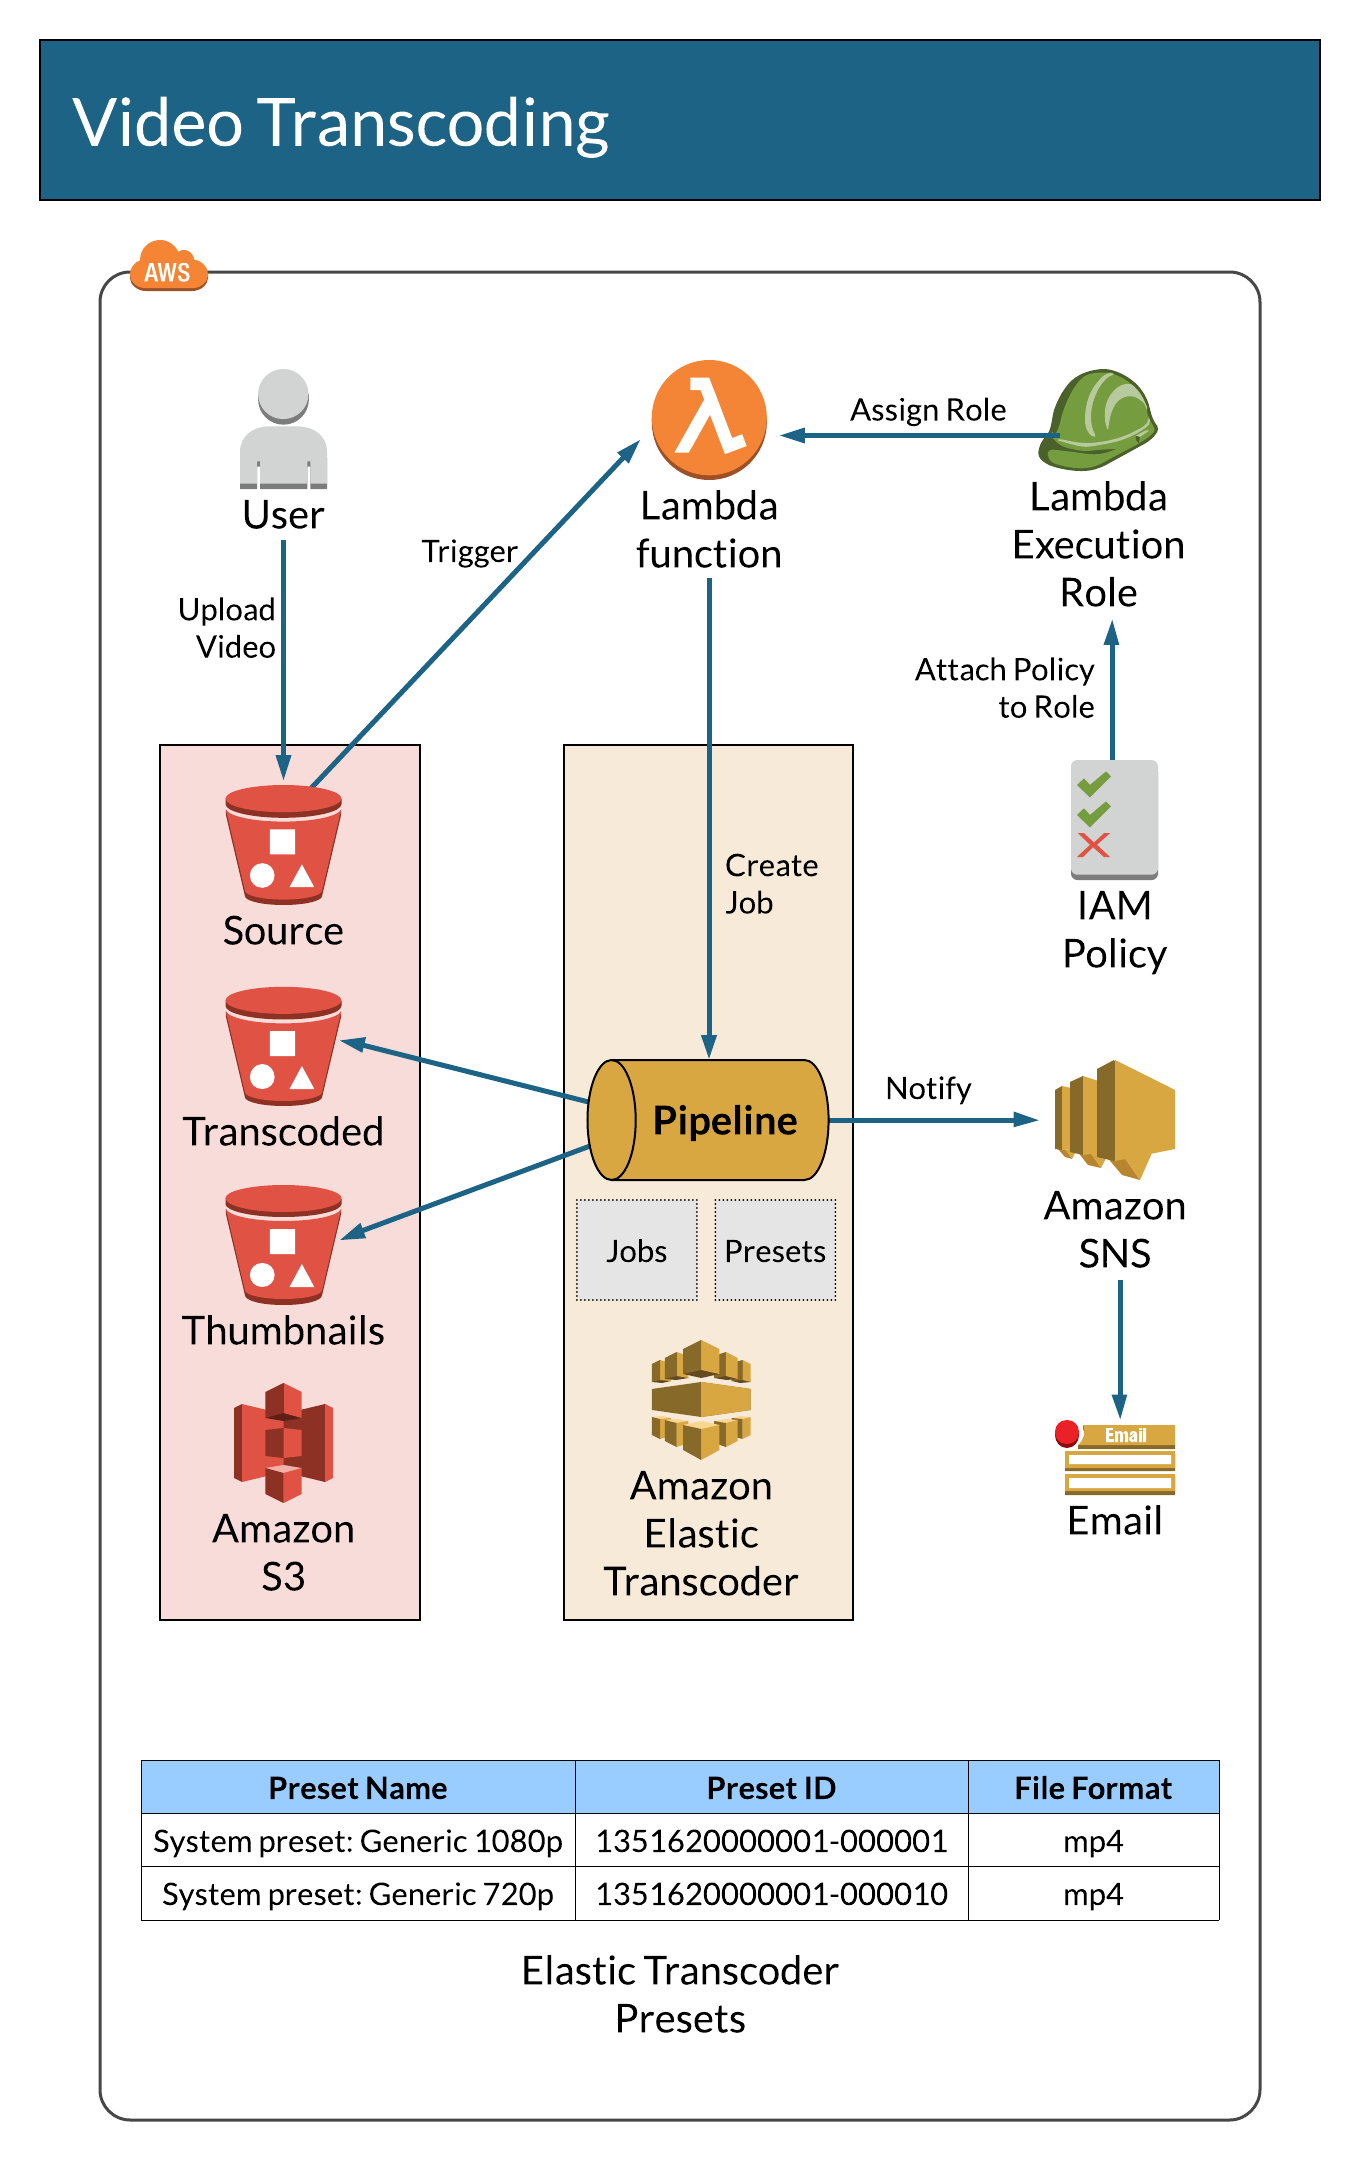 Video Transcoding
AWS
User
Lambda
function
Assign Role
Lambda
Execution
Role
Trigger
Upload
Video
Attach Policy
to Role
Source
Create
Job
IAM
Policy
Transcoded
Pipeline
Notify
Amazon
SNS
Jobs
Presets
Thumbnails
Amazon
S3
Amazon
Elastic
Transcoder
Email
Email
Preset Name Preset ID File Format
System preset: Generic 1080p 1351620000001-000001 mp4
System preset: Generic 720p 1351620000001-000010 mp4
Elastic Transcoder
Presets